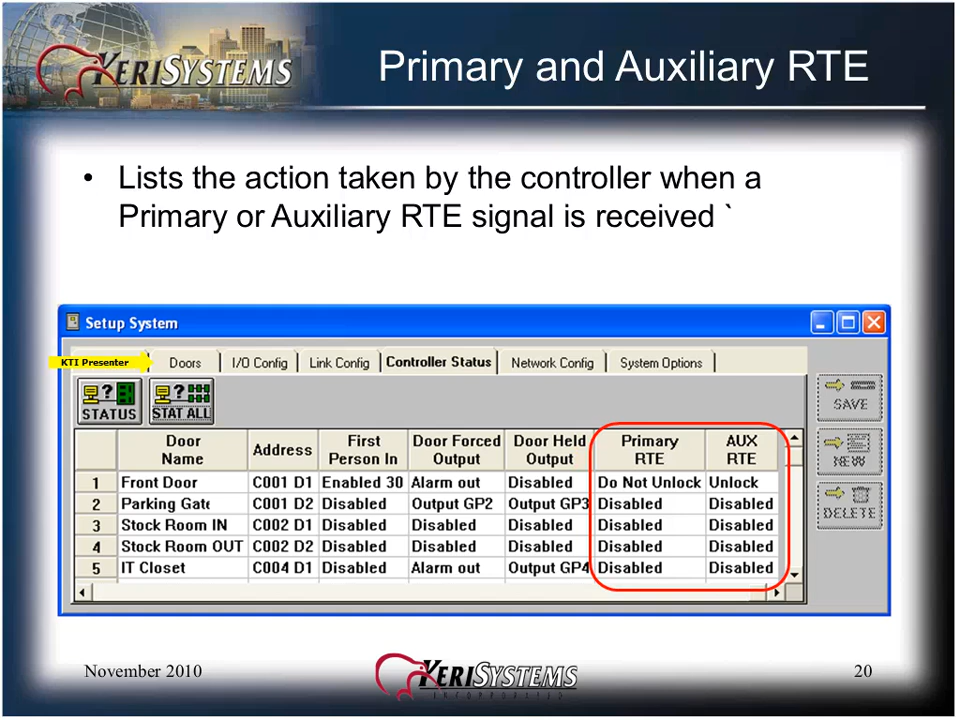 KERISYSTEMS
Primary and Auxiliary RTE
• Lists the action taken by the controller when a
Primary or Auxiliary RTE signal is received `
Setup System
KTI Presenter Doors I/O Config Link Config Controller Status Network Config System Options
STATUS STAT ALL
SAVE
NEW
DELETE
Door Name Address First Person In Door Forced Output Door Held Output Primary RTE AUX RTE
1 Front Door C001 D1 Enabled 30 Alarm out Disabled Do Not Unlock Unlock
2 Parking Gate C001 D2 Disabled Output GP2 Output GP3 Disabled Disabled
3 Stock Room IN C002 D1 Disabled Disabled Disabled Disabled Disabled
4 Stock Room OUT C002 D2 Disabled Disabled Disabled Disabled Disabled
5 IT Closet C004 D1 Disabled Alarm out Output GP4 Disabled Disabled
November 2010
KERISYSTEMS
INCORPORATED
20